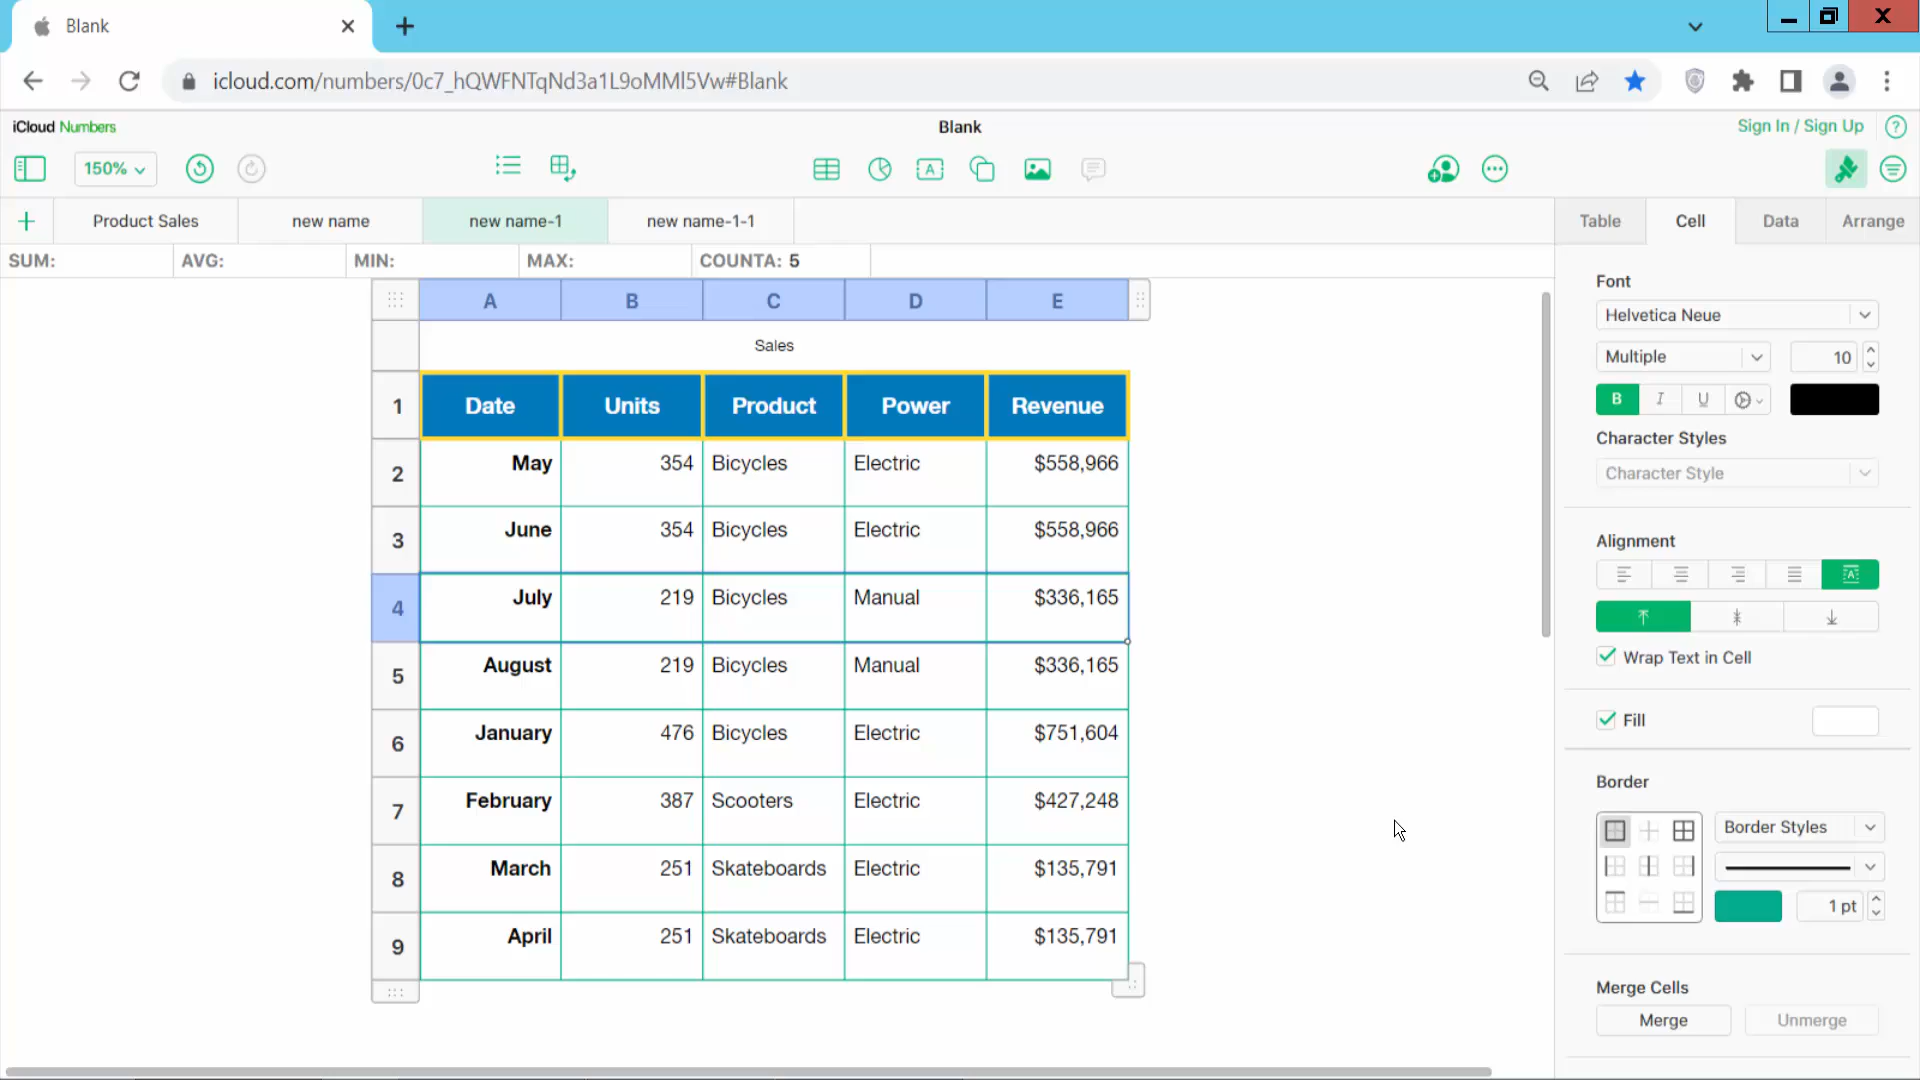 Blank
icloud.com/numbers/0c7_hQWFNTqNd3a1L9oMMl5Vw#Blank
iCloud Numbers
Blank
Sign In / Sign Up
?
150%
Product Sales
new name
new name-1
new name-1-1
Table
Cell
Data
Arrange
SUM:
AVG:
MIN:
MAX:
COUNTA: 5
A B C D E
Sales
1 Date Units Product Power Revenue
2 May 354 Bicycles Electric $558,966
3 June 354 Bicycles Electric $558,966
4 July 219 Bicycles Manual $336,165
5 August 219 Bicycles Manual $336,165
6 January 476 Bicycles Electric $751,604
7 February 387 Scooters Electric $427,248
8 March 251 Skateboards Electric $135,791
9 April 251 Skateboards Electric $135,791
Font
Helvetica Neue
Multiple 10
B I U
Character Styles
Character Style
Alignment
Wrap Text in Cell
Fill
Border
Border Styles
1 pt
Merge Cells
Merge Unmerge